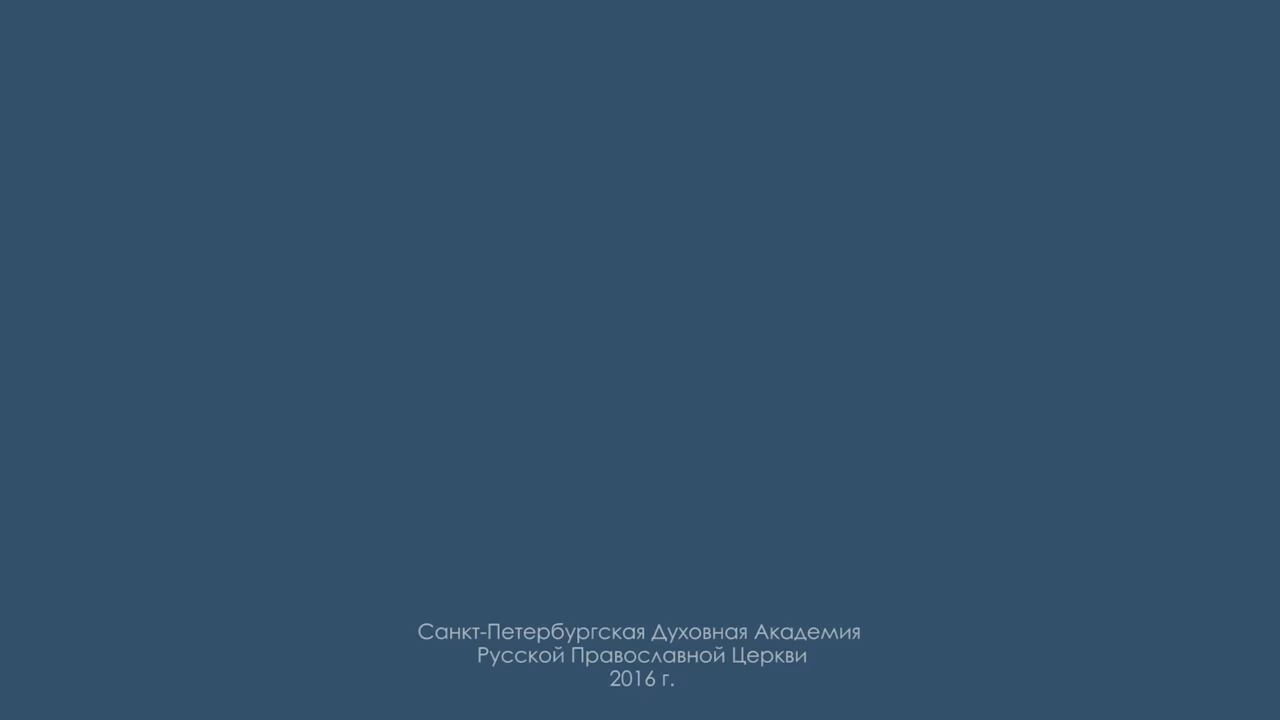 Санкт-Петербургская Духовная Академия
Русской Православной Церкви
2016 г.